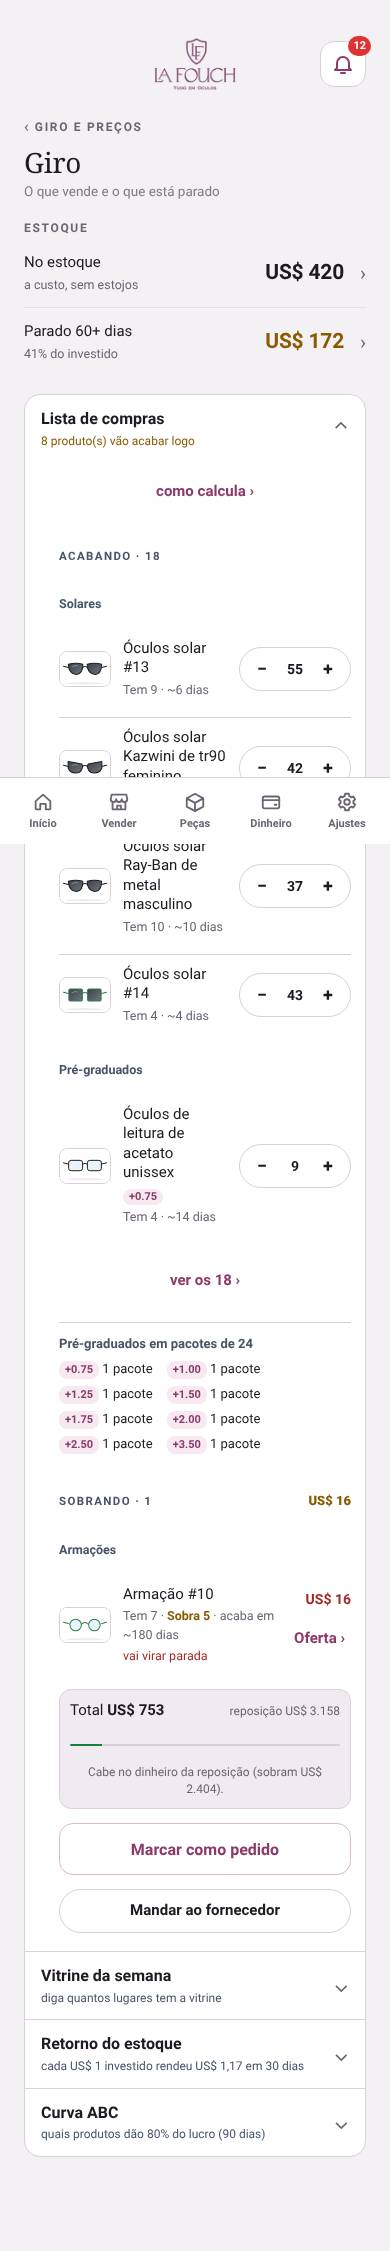 LF
LA FOUCH
TUDO EM ÓCULOS
12
‹ GIRO E PREÇOS
Giro
O que vende e o que está parado
ESTOQUE
No estoque
a custo, sem estojos
US$ 420 ›
Parado 60+ dias
41% do investido
US$ 172 ›
Lista de compras
8 produto(s) vão acabar logo
como calcula ›
ACABANDO · 18
Solares
Óculos solar
#13
Tem 9 · ~6 dias
− 55 +
Óculos solar
Kazwini de tr90
feminino
− 42 +
Início
Vender
Peças
Dinheiro
Ajustes
Óculos solar
Ray-Ban de
metal
masculino
Tem 10 · ~10 dias
− 37 +
Óculos solar
#14
Tem 4 · ~4 dias
− 43 +
Pré-graduados
Óculos de
leitura de
acetato
unissex
+0.75
Tem 4 · ~14 dias
− 9 +
ver os 18 ›
Pré-graduados em pacotes de 24
+0.75 1 pacote +1.00 1 pacote
+1.25 1 pacote +1.50 1 pacote
+1.75 1 pacote +2.00 1 pacote
+2.50 1 pacote +3.50 1 pacote
SOBRANDO · 1 US$ 16
Armações
Armação #10
Tem 7 · Sobra 5 · acaba em
~180 dias
vai virar parada
US$ 16
Oferta ›
Total US$ 753 reposição US$ 3.158
Cabe no dinheiro da reposição (sobram US$
2.404).
Marcar como pedido
Mandar ao fornecedor
Vitrine da semana
diga quantos lugares tem a vitrine
Retorno do estoque
cada US$ 1 investido rendeu US$ 1,17 em 30 dias
Curva ABC
quais produtos dão 80% do lucro (90 dias)